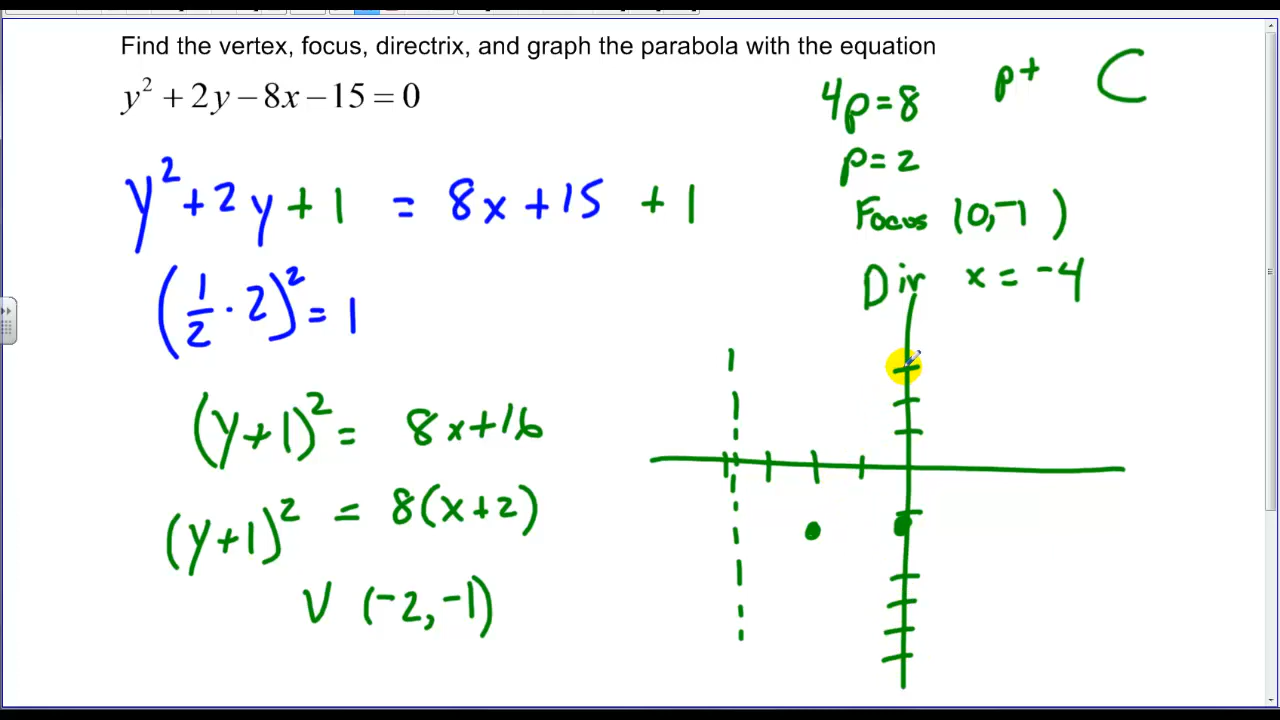 Find the vertex, focus, directrix, and graph the parabola with the equation
y² + 2y − 8x − 15 = 0
y² + 2y + 1 = 8x + 15 + 1
(1/2 · 2)² = 1
(y + 1)² = 8x + 16
(y + 1)² = 8(x + 2)
V (⁻2, ⁻1)
4p = 8
p+ C
p = 2
Focus (0, ⁻1)
Dir x = ⁻4